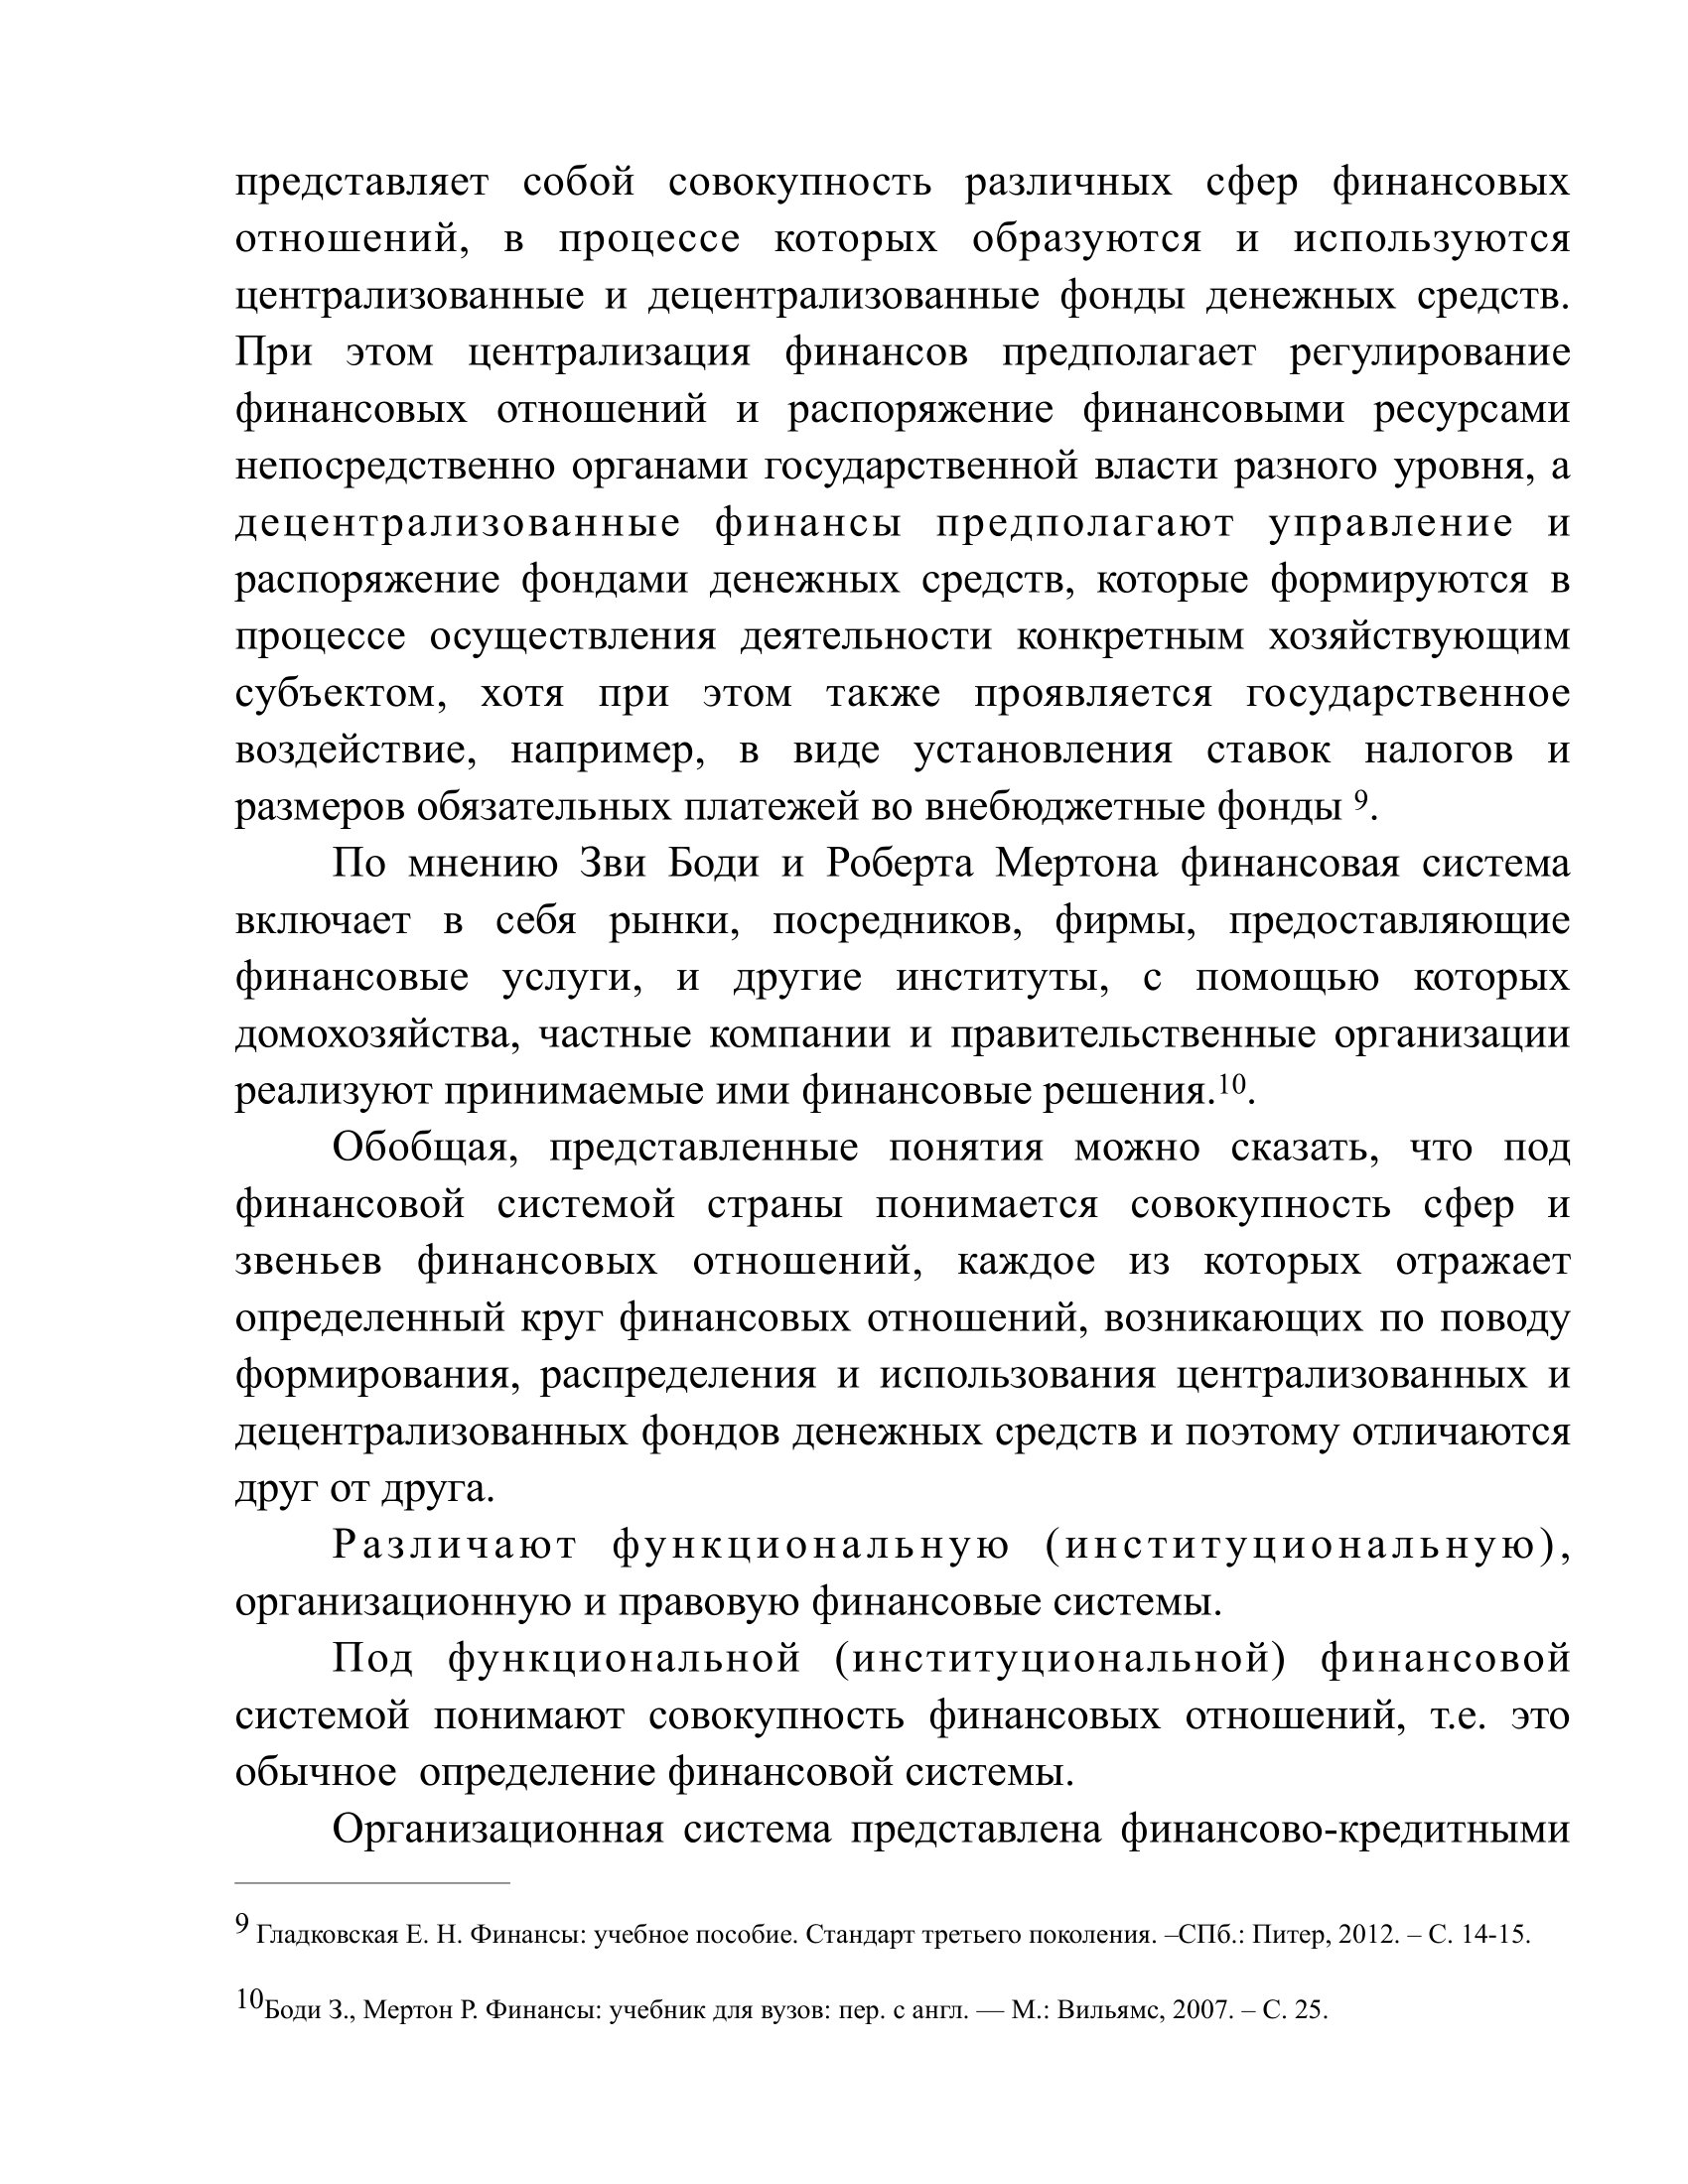 представляет собой совокупность различных сфер финансовых
отношений, в процессе которых образуются и используются
централизованные и децентрализованные фонды денежных средств.
При этом централизация финансов предполагает регулирование
финансовых отношений и распоряжение финансовыми ресурсами
непосредственно органами государственной власти разного уровня, а
децентрализованные финансы предполагают управление и
распоряжение фондами денежных средств, которые формируются в
процессе осуществления деятельности конкретным хозяйствующим
субъектом, хотя при этом также проявляется государственное
воздействие, например, в виде установления ставок налогов и
размеров обязательных платежей во внебюджетные фонды 9.
По мнению Зви Боди и Роберта Мертона финансовая система
включает в себя рынки, посредников, фирмы, предоставляющие
финансовые услуги, и другие институты, с помощью которых
домохозяйства, частные компании и правительственные организации
реализуют принимаемые ими финансовые решения.10.
Обобщая, представленные понятия можно сказать, что под
финансовой системой страны понимается совокупность сфер и
звеньев финансовых отношений, каждое из которых отражает
определенный круг финансовых отношений, возникающих по поводу
формирования, распределения и использования централизованных и
децентрализованных фондов денежных средств и поэтому отличаются
друг от друга.
Различают функциональную (институциональную),
организационную и правовую финансовые системы.
Под функциональной (институциональной) финансовой
системой понимают совокупность финансовых отношений, т.е. это
обычное  определение финансовой системы.
Организационная система представлена финансово-кредитными
9 Гладковская Е. Н. Финансы: учебное пособие. Стандарт третьего поколения. –СПб.: Питер, 2012. – С. 14-15.
10Боди З., Мертон Р. Финансы: учебник для вузов: пер. с англ. — М.: Вильямс, 2007. – С. 25.